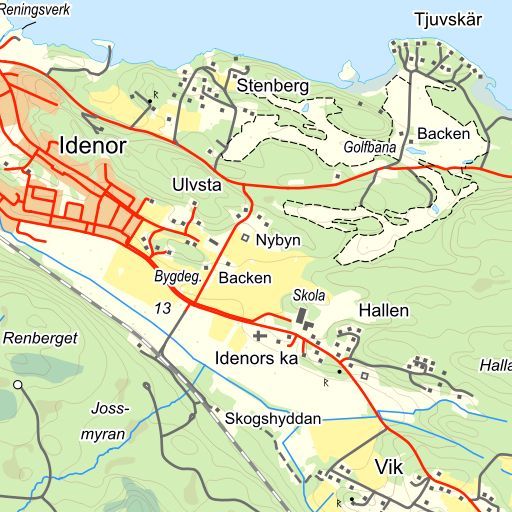 Reningsverk
Tjuvskär
Stenberg
Backen
Idenor
Golfbana
Ulvsta
Nybyn
Bygdeg.
Backen
Skola
13
Hallen
Renberget
Idenors ka
Halla
Joss-
myran
R
R
R
Skogshyddan
Vik